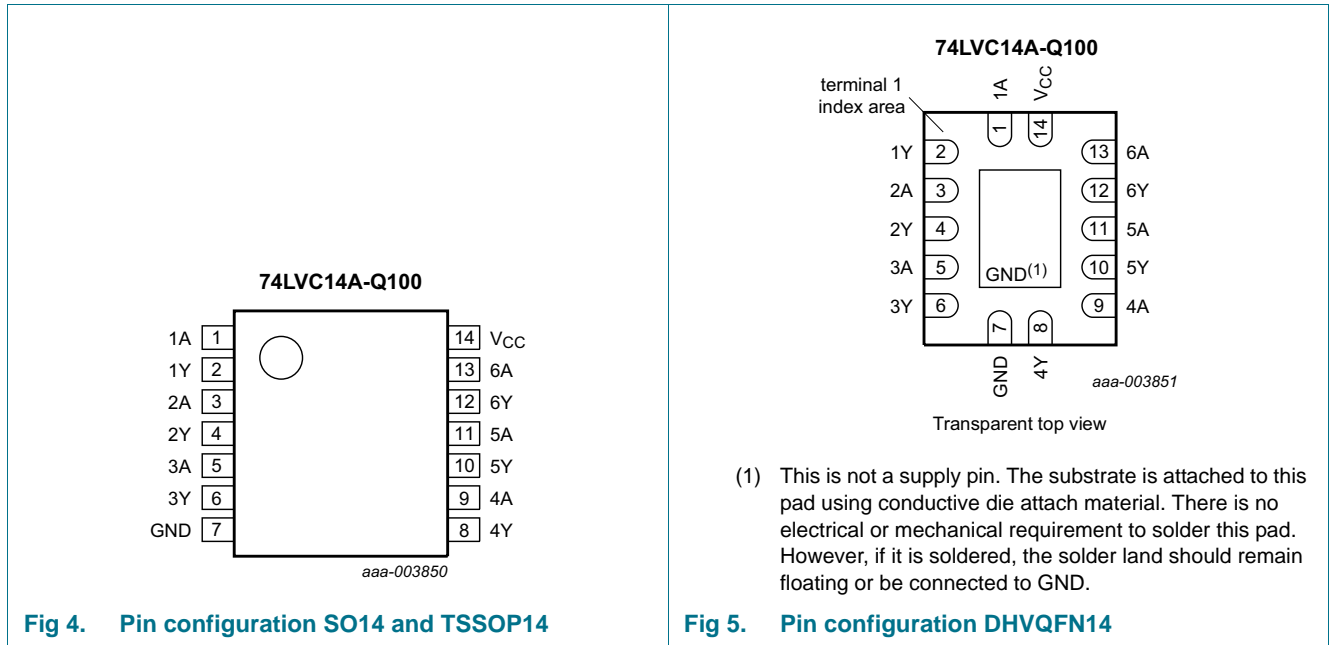 74LVC14A-Q100
1A 1
1Y 2
2A 3
2Y 4
3A 5
3Y 6
GND 7
14 VCC
13 6A
12 6Y
11 5A
10 5Y
9 4A
8 4Y
aaa-003850
Fig 4. Pin configuration SO14 and TSSOP14
74LVC14A-Q100
terminal 1
index area
1A
VCC
1
14
1Y 2
2A 3
2Y 4
3A 5
3Y 6
13 6A
12 6Y
11 5A
10 5Y
9 4A
GND(1)
7
8
GND
4Y
aaa-003851
Transparent top view
(1) This is not a supply pin. The substrate is attached to this
pad using conductive die attach material. There is no
electrical or mechanical requirement to solder this pad.
However, if it is soldered, the solder land should remain
floating or be connected to GND.
Fig 5. Pin configuration DHVQFN14